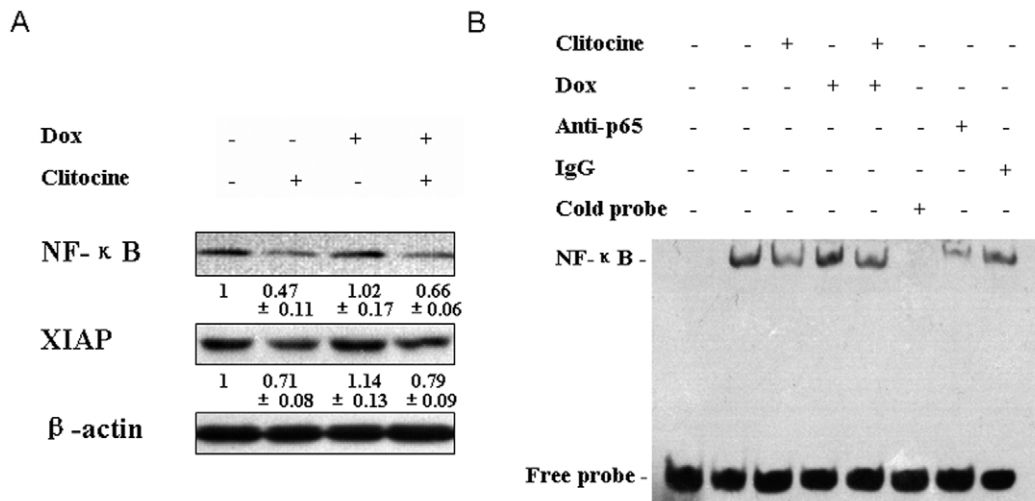 A
Dox - - + +
Clitocine - + - +
NF-κB
1 0.47 1.02 0.66
± 0.11 ± 0.17 ± 0.06
XIAP
1 0.71 1.14 0.79
± 0.08 ± 0.13 ± 0.09
β-actin
B
Clitocine - - + - + - - -
Dox - - - + + - - -
Anti-p65 - - - - - - + -
IgG - - - - - - - +
Cold probe - - - - - + - -
NF-κB -
Free probe -